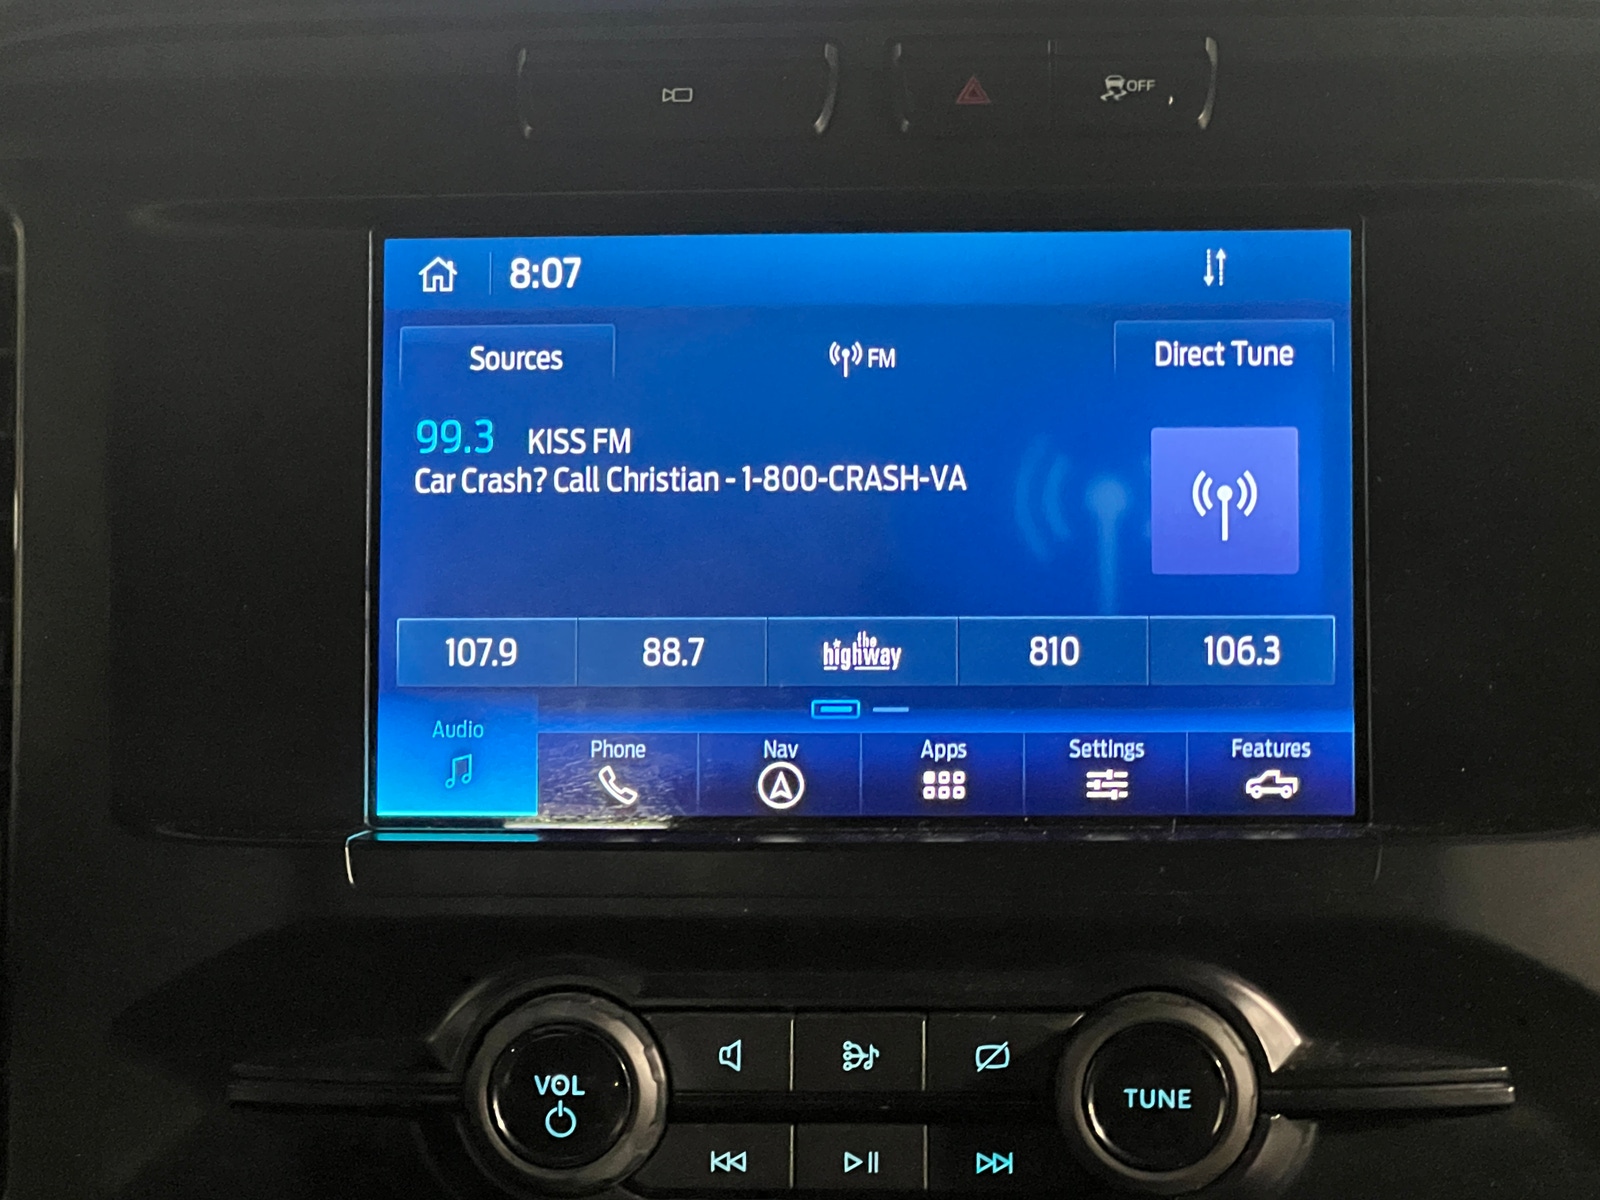 OFF
8:07
Sources
FM
Direct Tune
99.3 KISS FM
Car Crash? Call Christian - 1-800-CRASH-VA
107.9
88.7
the
highway
810
106.3
Audio
Phone
Nav
Apps
Settings
Features
VOL
TUNE